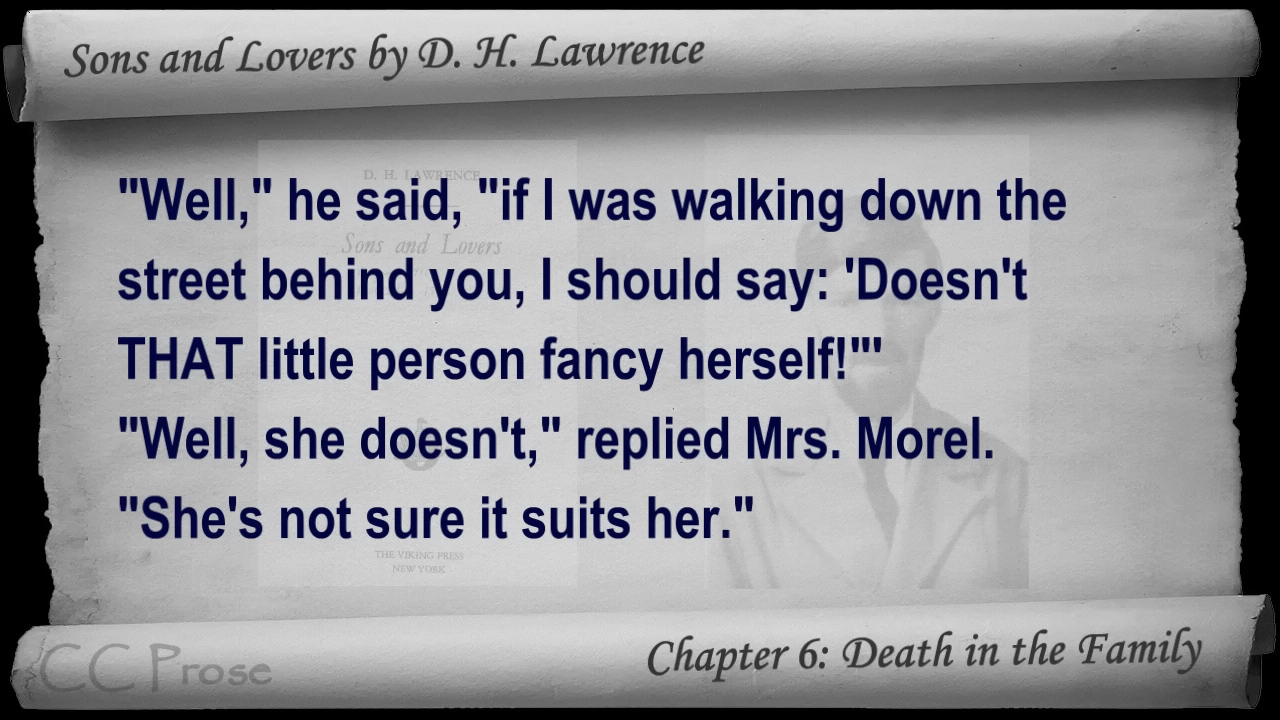 Sons and Lovers by D. H. Lawrence
D. H. LAWRENCE
Sons and Lovers
"Well," he said, "if I was walking down the
street behind you, I should say: 'Doesn't
THAT little person fancy herself!'"
"Well, she doesn't," replied Mrs. Morel.
"She's not sure it suits her."
THE VIKING PRESS
NEW YORK
CC Prose
Chapter 6: Death in the Family